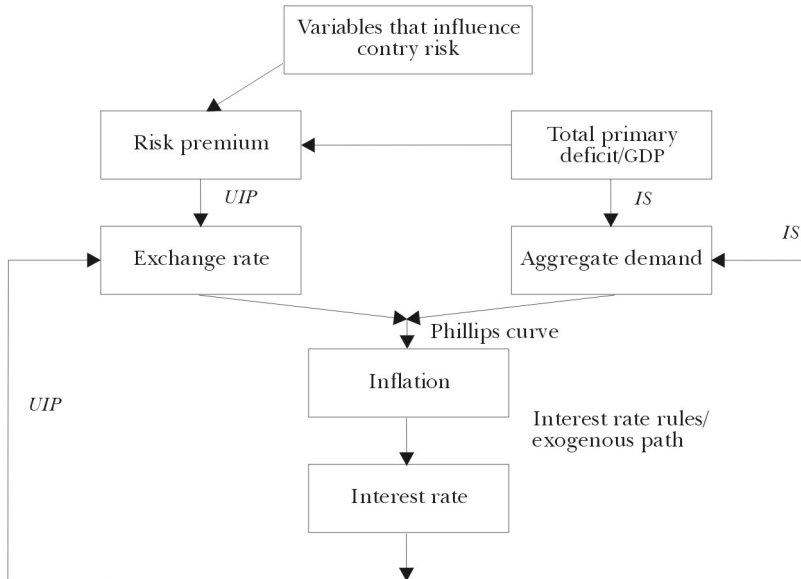 Variables that influence
contry risk
Risk premium
Total primary
deficit/GDP
UIP
IS
Exchange rate
Aggregate demand
IS
Phillips curve
Inflation
UIP
Interest rate rules/
exogenous path
Interest rate